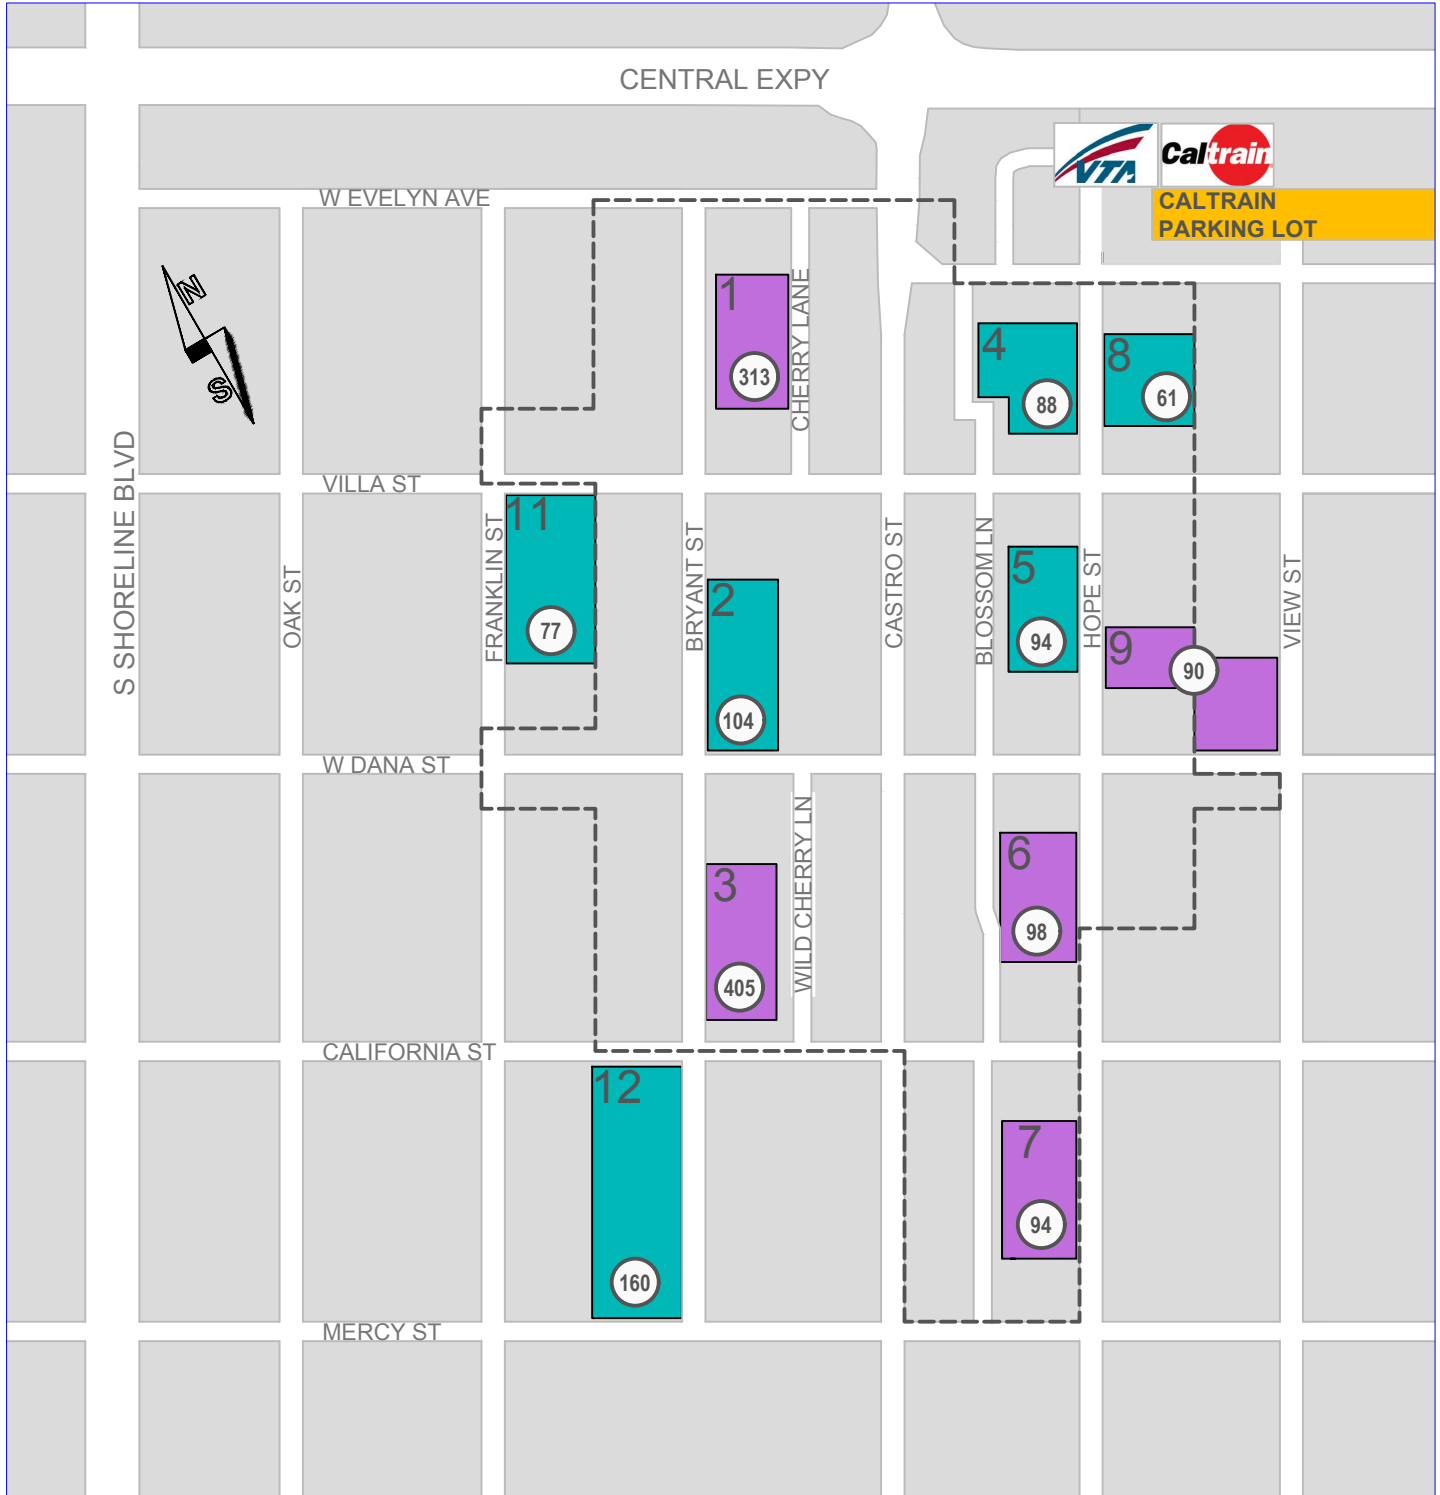 CENTRAL EXPY
VTA
Caltrain
W EVELYN AVE
CALTRAIN
PARKING LOT
N
S
1
313
CHERRY LANE
4
88
8
61
S SHORELINE BLVD
VILLA ST
OAK ST
FRANKLIN ST
11
77
BRYANT ST
2
104
CASTRO ST
BLOSSOM LN
5
94
HOPE ST
9
90
VIEW ST
W DANA ST
3
405
WILD CHERRY LN
6
98
CALIFORNIA ST
12
160
7
94
MERCY ST